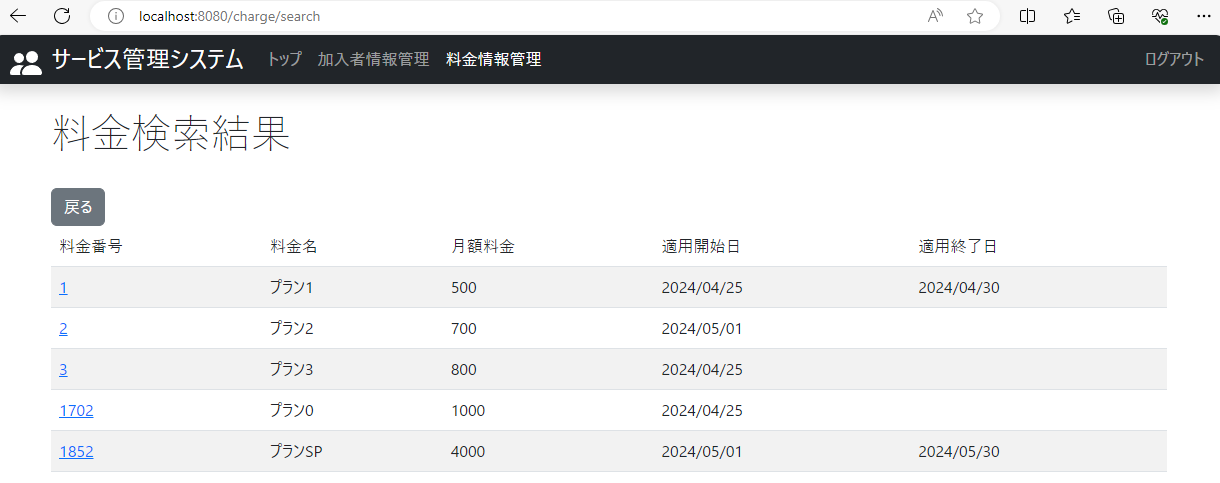 localhost:8080/charge/search
サービス管理システム トップ 加入者情報管理 料金情報管理 ログアウト
料金検索結果
戻る
料金番号 料金名 月額料金 適用開始日 適用終了日
1 プラン1 500 2024/04/25 2024/04/30
2 プラン2 700 2024/05/01
3 プラン3 800 2024/04/25
1702 プラン0 1000 2024/04/25
1852 プランSP 4000 2024/05/01 2024/05/30